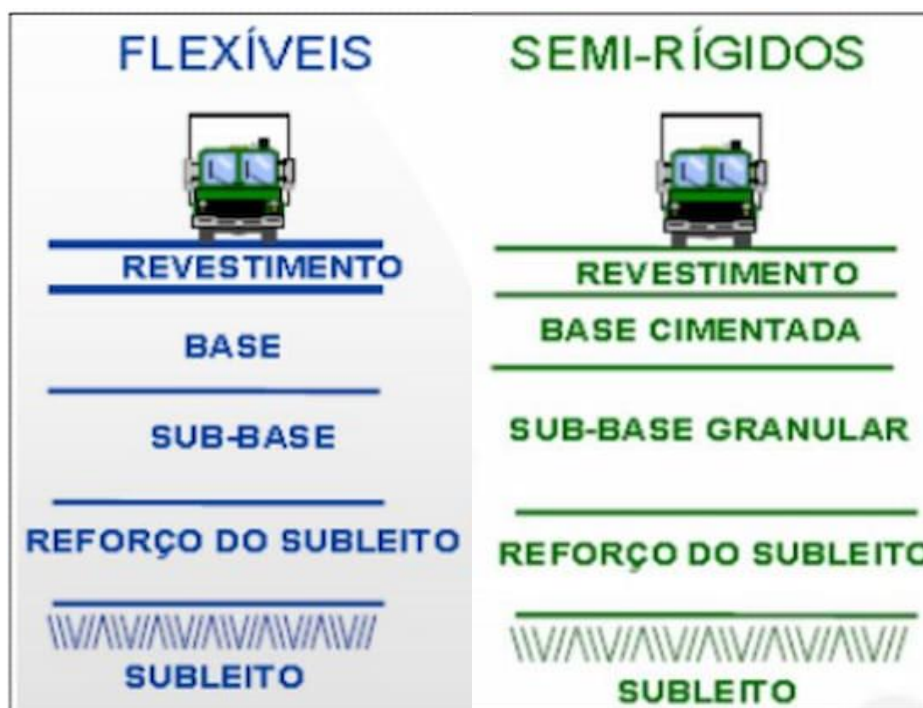 FLEXÍVEIS
REVESTIMENTO
BASE
SUB-BASE
REFORÇO DO SUBLEITO
SUBLEITO
SEMI-RÍGIDOS
REVESTIMENTO
BASE CIMENTADA
SUB-BASE GRANULAR
REFORÇO DO SUBLEITO
SUBLEITO